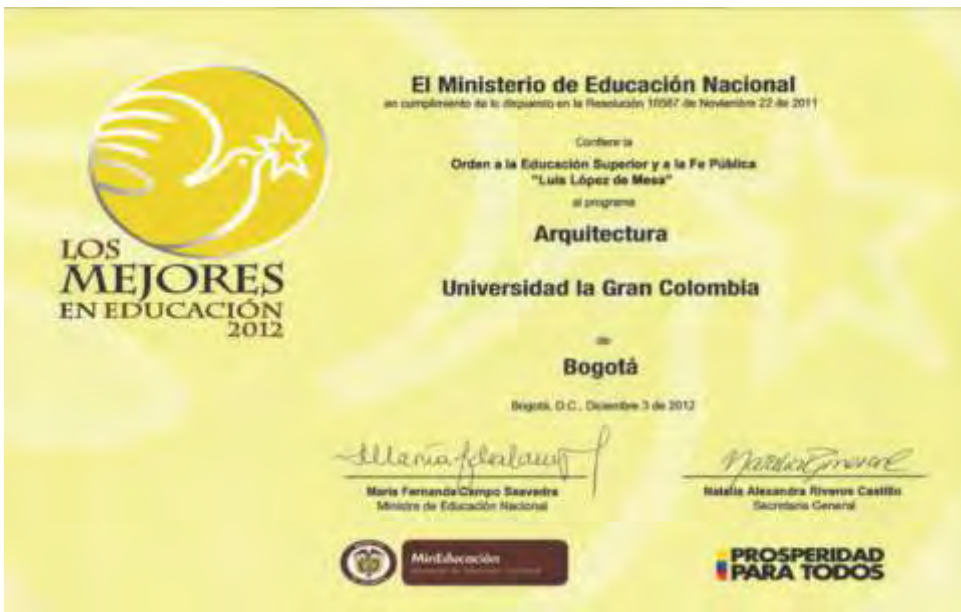 LOS
MEJORES
EN EDUCACIÓN
2012
El Ministerio de Educación Nacional
en cumplimiento de lo dispuesto en la Resolución 10567 de Noviembre 22 de 2011
Confiere la
Orden a la Educación Superior y a la Fe Pública
"Luis López de Mesa"
al programa
Arquitectura
Universidad la Gran Colombia
de
Bogotá
Bogotá, D.C., Diciembre 3 de 2012
María Fernanda Campo Saavedra
Ministra de Educación Nacional
Natalia Alexandra Riveros Castillo
Secretaria General
MinEducación
PROSPERIDAD
PARA TODOS